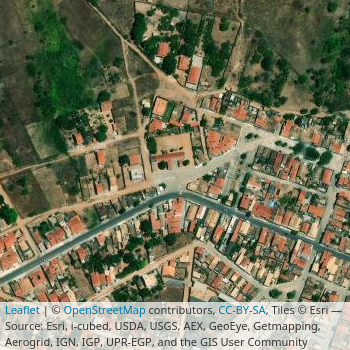 Leaflet | © OpenStreetMap contributors, CC-BY-SA, Tiles © Esri —
Source: Esri, i-cubed, USDA, USGS, AEX, GeoEye, Getmapping,
Aerogrid, IGN, IGP, UPR-EGP, and the GIS User Community